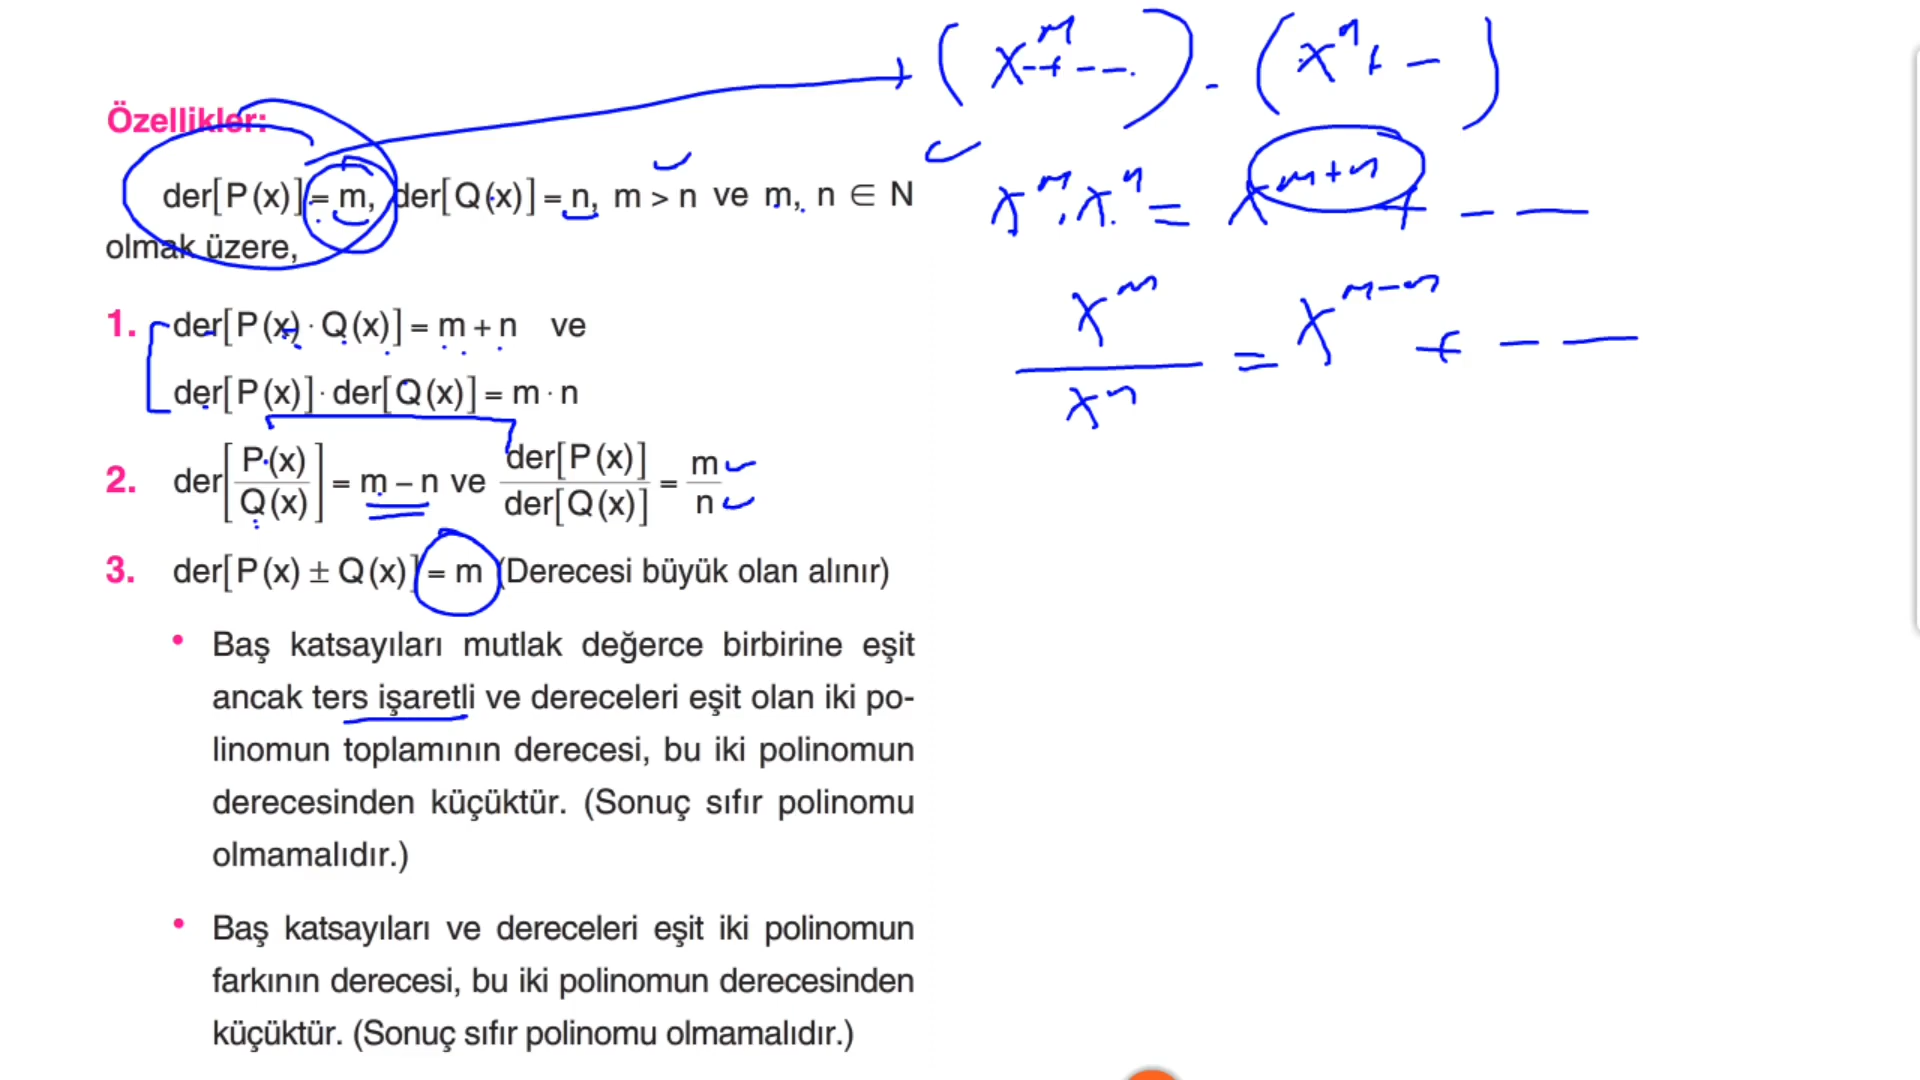 Özellikler:
der[P(x)] = m, der[Q(x)] = n, m > n ve m, n ∈ N
olmak üzere,
1. der[P(x) · Q(x)] = m + n ve
der[P(x)] · der[Q(x)] = m · n
2. der[P(x)/Q(x)] = m – n ve der[P(x)]/der[Q(x)] = m/n
3. der[P(x) ± Q(x)] = m (Derecesi büyük olan alınır)
• Baş katsayıları mutlak değerce birbirine eşit
ancak ters işaretli ve dereceleri eşit olan iki po-
linomun toplamının derecesi, bu iki polinomun
derecesinden küçüktür. (Sonuç sıfır polinomu
olmamalıdır.)
• Baş katsayıları ve dereceleri eşit iki polinomun
farkının derecesi, bu iki polinomun derecesinden
küçüktür. (Sonuç sıfır polinomu olmamalıdır.)
(x^m + ---) . (x^n + -)
x^m . x^n = x^(m+n) + ---
x^m / x^n = x^(m-n) + ---